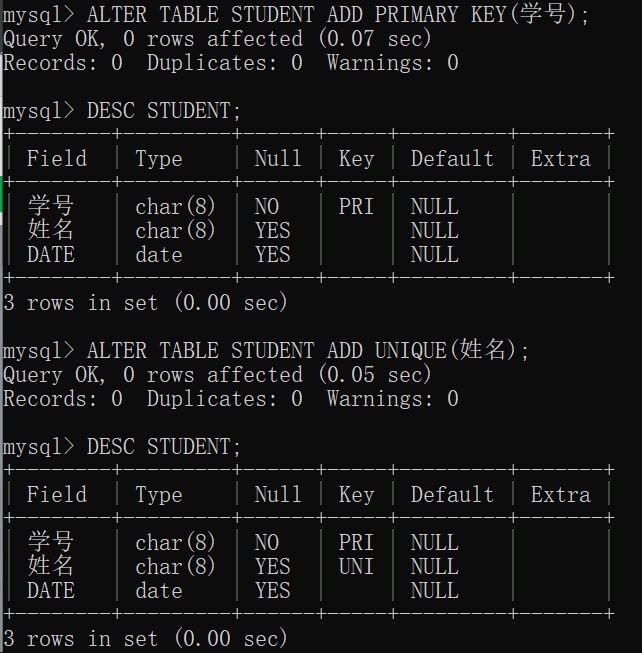 mysql> ALTER TABLE STUDENT ADD PRIMARY KEY(学号);
Query OK, 0 rows affected (0.07 sec)
Records: 0  Duplicates: 0  Warnings: 0
mysql> DESC STUDENT;
+--------+---------+------+-----+---------+-------+
| Field  | Type    | Null | Key | Default | Extra |
+--------+---------+------+-----+---------+-------+
| 学号   | char(8) | NO   | PRI | NULL    |       |
| 姓名   | char(8) | YES  |     | NULL    |       |
| DATE   | date    | YES  |     | NULL    |       |
+--------+---------+------+-----+---------+-------+
3 rows in set (0.00 sec)
mysql> ALTER TABLE STUDENT ADD UNIQUE(姓名);
Query OK, 0 rows affected (0.05 sec)
Records: 0  Duplicates: 0  Warnings: 0
mysql> DESC STUDENT;
+--------+---------+------+-----+---------+-------+
| Field  | Type    | Null | Key | Default | Extra |
+--------+---------+------+-----+---------+-------+
| 学号   | char(8) | NO   | PRI | NULL    |       |
| 姓名   | char(8) | YES  | UNI | NULL    |       |
| DATE   | date    | YES  |     | NULL    |       |
+--------+---------+------+-----+---------+-------+
3 rows in set (0.00 sec)